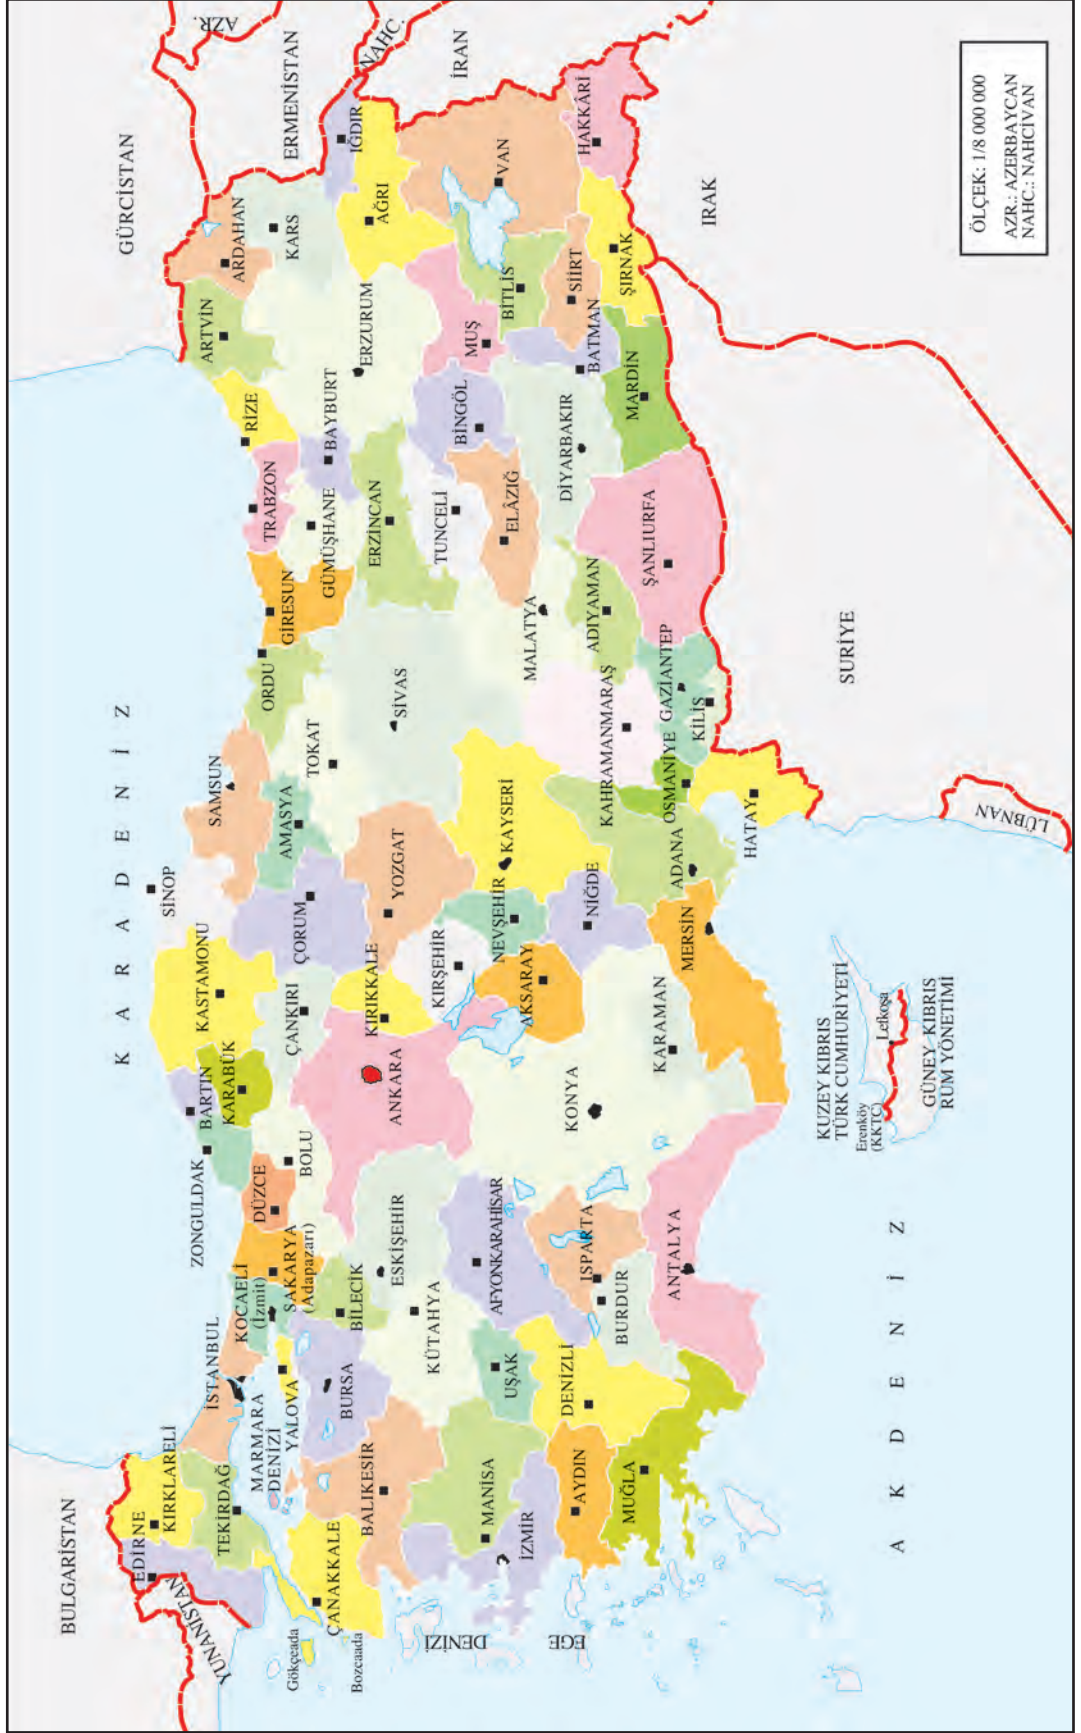 BULGARİSTAN
YUNANİSTAN
GÜRCİSTAN
ERMENİSTAN
AZR.
NAHC.
İRAN
IRAK
SURİYE
LÜBNAN
KARADENİZ
MARMARA
DENİZİ
EGE
DENİZİ
AKDENİZ
EDİRNE
KIRKLARELİ
TEKİRDAĞ
İSTANBUL
ÇANAKKALE
Gökçeada
Bozcaada
BALIKESİR
BURSA
YALOVA
KOCAELİ
(İzmit)
SAKARYA
(Adapazarı)
DÜZCE
BOLU
ZONGULDAK
BARTIN
KARABÜK
KASTAMONU
SİNOP
ÇANKIRI
ÇORUM
SAMSUN
AMASYA
TOKAT
ORDU
GİRESUN
GÜMÜŞHANE
TRABZON
BAYBURT
RİZE
ARTVİN
ARDAHAN
KARS
IĞDIR
AĞRI
ERZURUM
ERZİNCAN
SİVAS
YOZGAT
KIRIKKALE
ANKARA
ESKİŞEHİR
BİLECİK
KÜTAHYA
MANİSA
İZMİR
UŞAK
AFYONKARAHİSAR
KONYA
AKSARAY
KIRŞEHİR
NEVŞEHİR
KAYSERİ
NİĞDE
MALATYA
ELÂZIĞ
TUNCELİ
BİNGÖL
MUŞ
BİTLİS
VAN
HAKKÂRİ
ŞIRNAK
SİİRT
BATMAN
MARDİN
DİYARBAKIR
ŞANLIURFA
ADIYAMAN
KAHRAMANMARAŞ
GAZİANTEP
KİLİS
OSMANİYE
HATAY
ADANA
MERSİN
KARAMAN
ANTALYA
ISPARTA
BURDUR
DENİZLİ
AYDIN
MUĞLA
KUZEY KIBRIS
TÜRK CUMHURİYETİ
Erenköy
(KKTC)
Lefkoşa
GÜNEY KIBRIS
RUM YÖNETİMİ
ÖLÇEK: 1/8 000 000
AZR.: AZERBAYCAN
NAHC.: NAHCİVAN